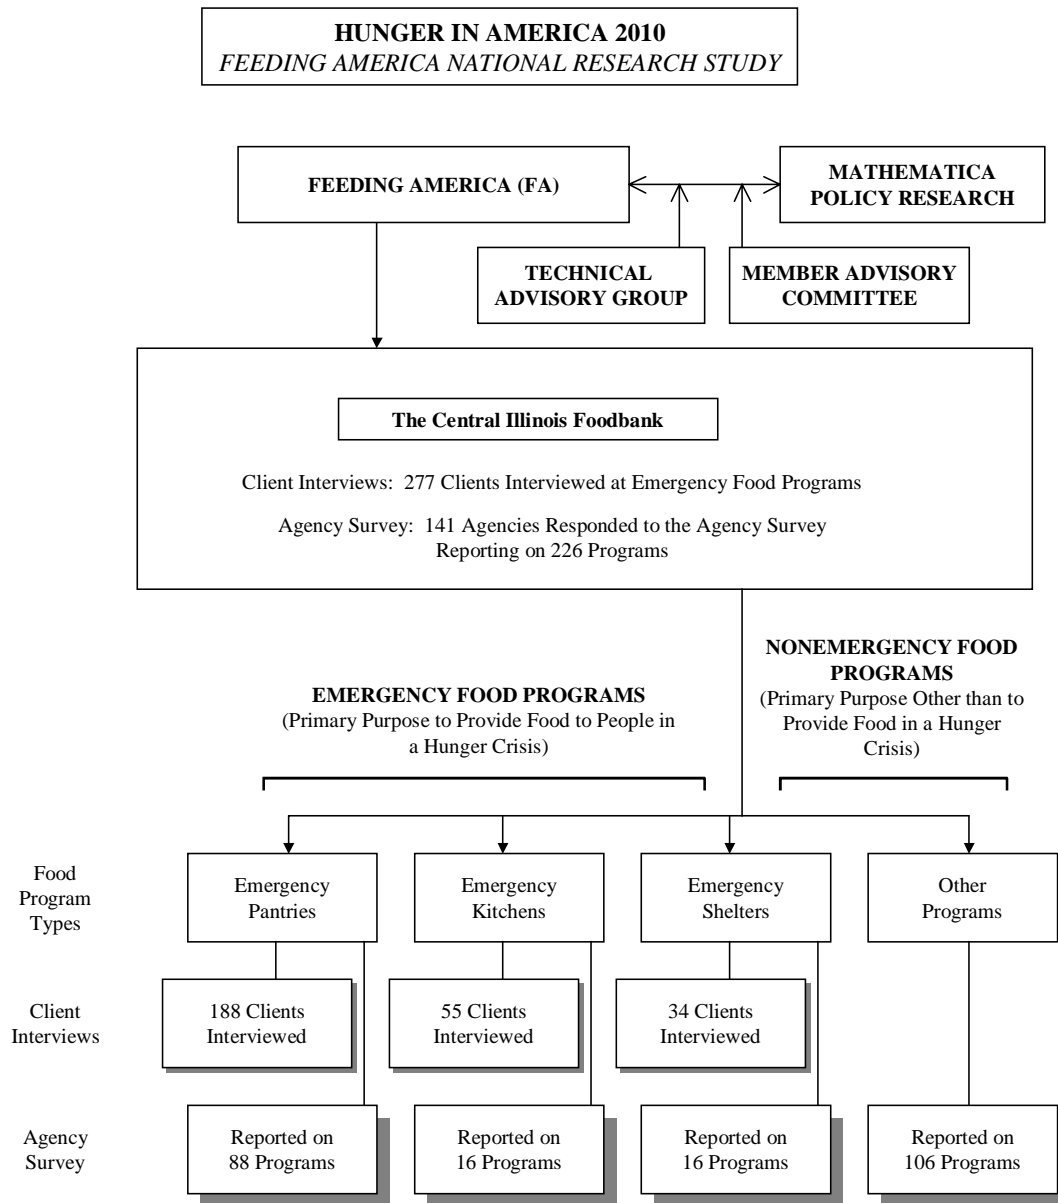 HUNGER IN AMERICA 2010
FEEDING AMERICA NATIONAL RESEARCH STUDY
FEEDING AMERICA (FA)
MATHEMATICA
POLICY RESEARCH
TECHNICAL
ADVISORY GROUP
MEMBER ADVISORY
COMMITTEE
The Central Illinois Foodbank
Client Interviews: 277 Clients Interviewed at Emergency Food Programs
Agency Survey: 141 Agencies Responded to the Agency Survey
Reporting on 226 Programs
EMERGENCY FOOD PROGRAMS
(Primary Purpose to Provide Food to People in
a Hunger Crisis)
NONEMERGENCY FOOD
PROGRAMS
(Primary Purpose Other than to
Provide Food in a Hunger
Crisis)
Food
Program
Types
Emergency
Pantries
Emergency
Kitchens
Emergency
Shelters
Other
Programs
Client
Interviews
188 Clients
Interviewed
55 Clients
Interviewed
34 Clients
Interviewed
Agency
Survey
Reported on
88 Programs
Reported on
16 Programs
Reported on
16 Programs
Reported on
106 Programs